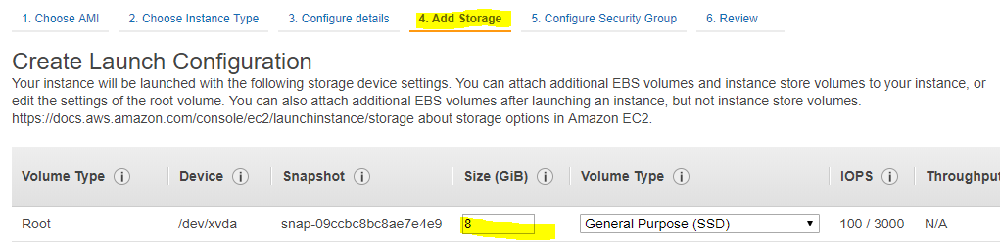 1. Choose AMI 2. Choose Instance Type 3. Configure details 4. Add Storage 5. Configure Security Group 6. Review
Create Launch Configuration
Your instance will be launched with the following storage device settings. You can attach additional EBS volumes and instance store volumes to your instance, or
edit the settings of the root volume. You can also attach additional EBS volumes after launching an instance, but not instance store volumes.
https://docs.aws.amazon.com/console/ec2/launchinstance/storage about storage options in Amazon EC2.
Volume Type i Device i Snapshot i Size (GiB) i Volume Type i IOPS i Throughput
Root /dev/xvda snap-09ccbc8bc8ae7e4e9 8 General Purpose (SSD) 100 / 3000 N/A